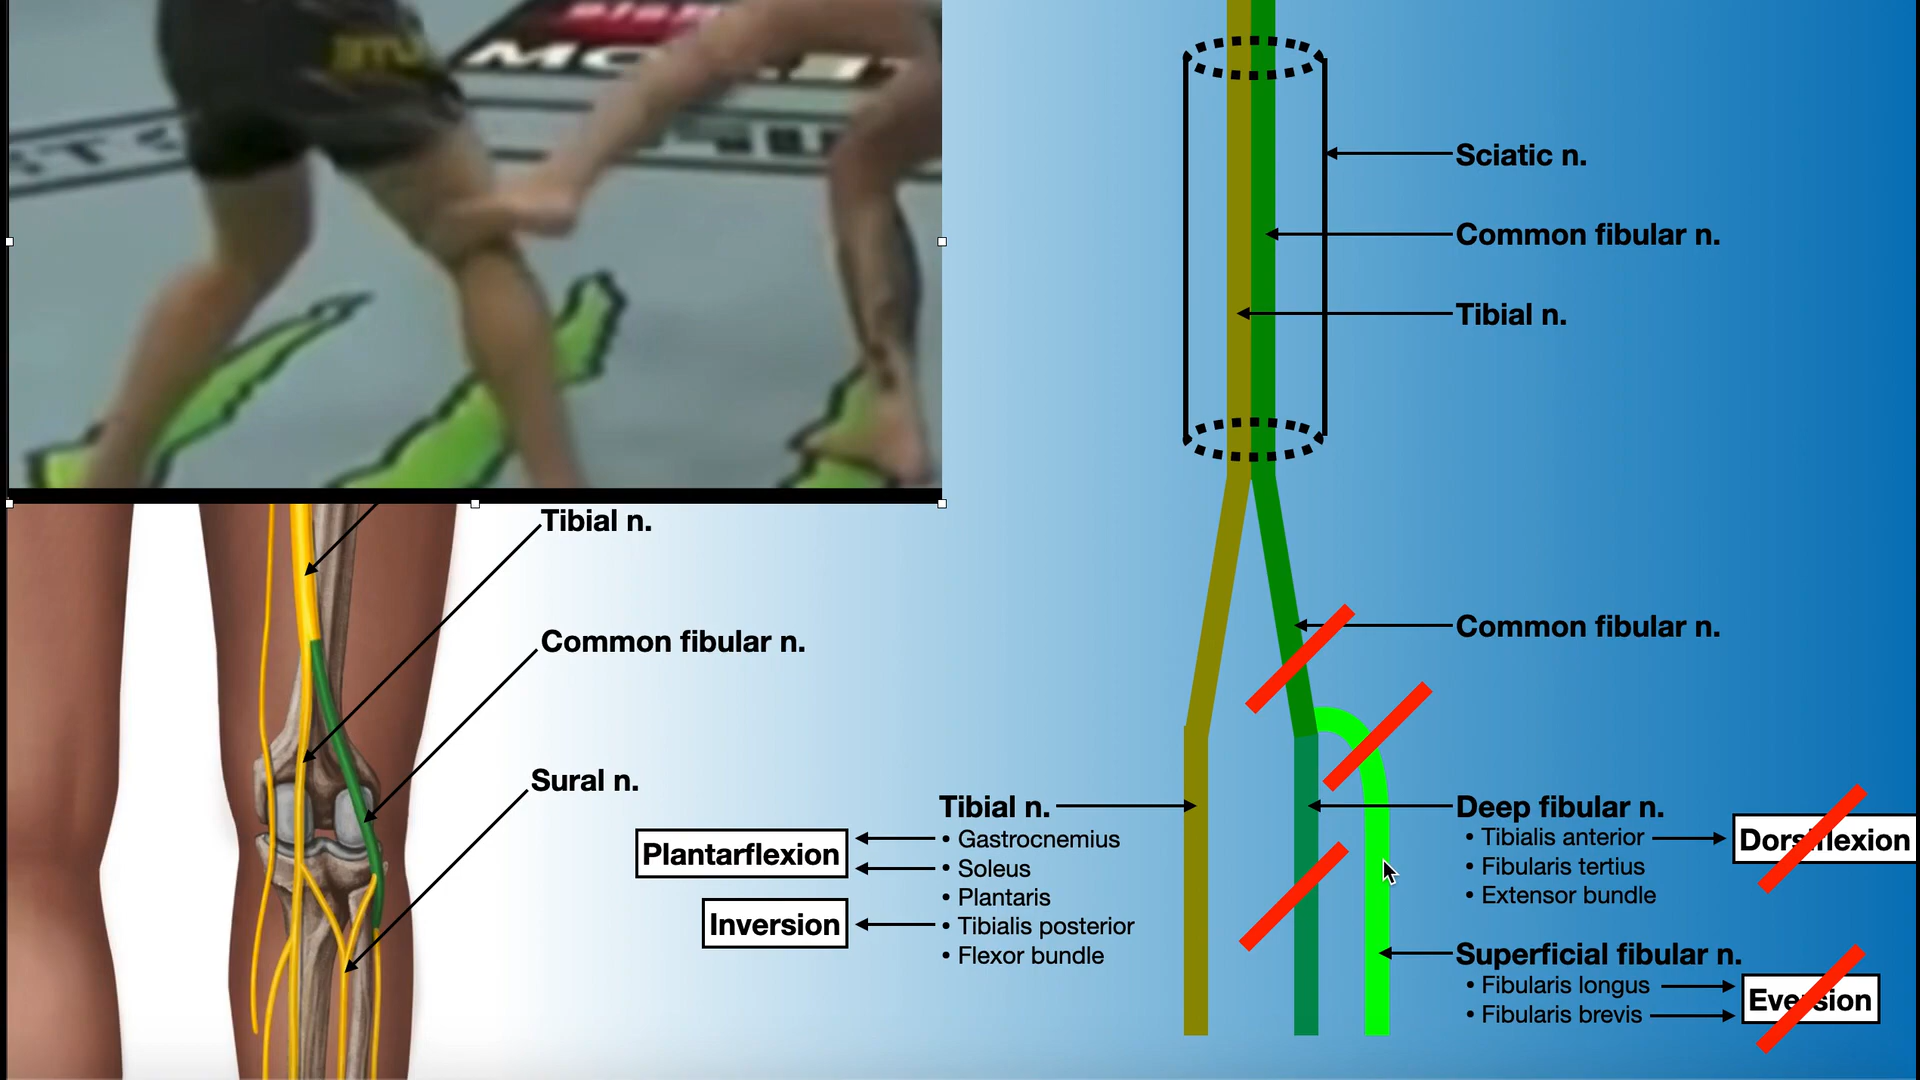 Sciatic n.
Common fibular n.
Tibial n.
Tibial n.
Common fibular n.
Sural n.
Common fibular n.
Tibial n.
• Gastrocnemius
• Soleus
• Plantaris
• Tibialis posterior
• Flexor bundle
Plantarflexion
Inversion
Deep fibular n.
• Tibialis anterior
• Fibularis tertius
• Extensor bundle
Dorsiflexion
Superficial fibular n.
• Fibularis longus
• Fibularis brevis
Eversion